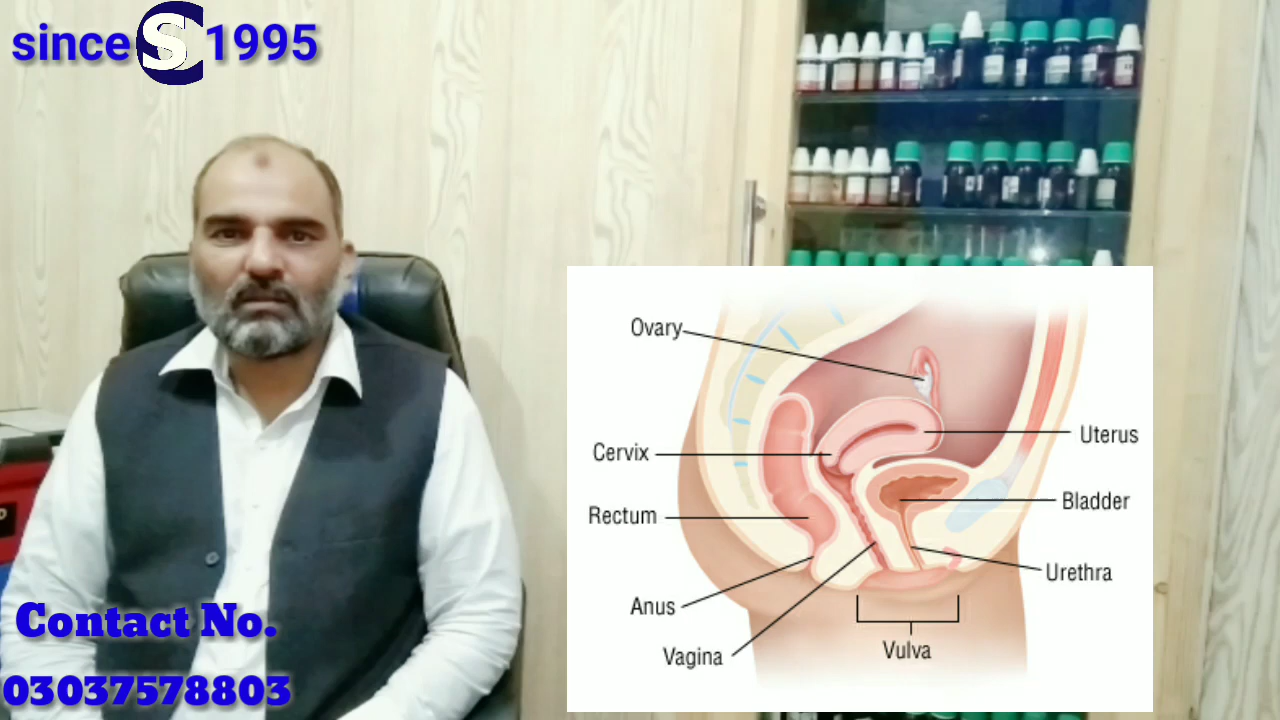 since S 1995
Ovary
Uterus
Cervix
Bladder
Rectum
Urethra
Anus
Vagina
Vulva
Contact No.
03037578803